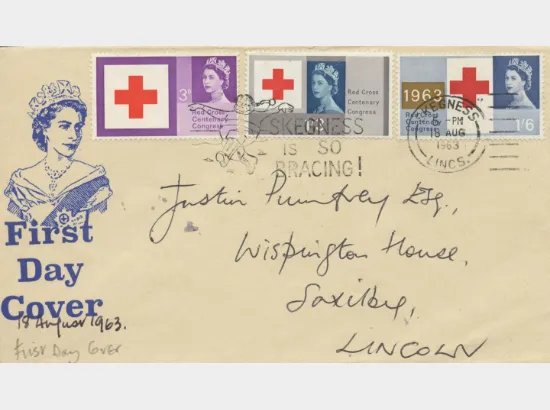 3d
Red Cross
Centenary
Congress
Red Cross
Centenary
Congress
1963
Red Cross
Centenary
Congress
1/6
SKEGNESS
IS SO
BRACING!
SKEGNESS
PM
15 AUG
1963
LINCS.
First
Day
Cover
18 August 1963.
First Day Cover
Justin Pumfrey Esq.,
Wispington House,
Saxilby,
LINCOLN